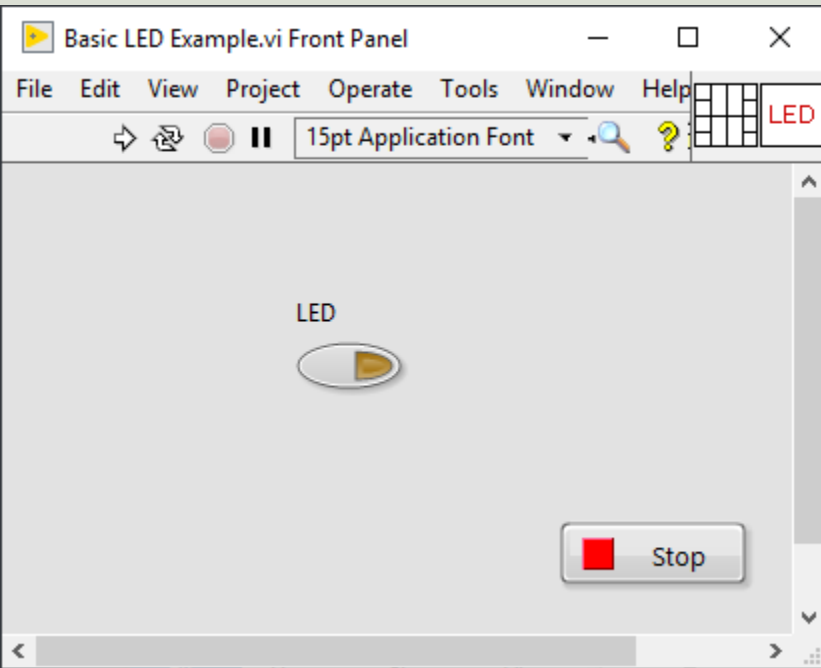 Basic LED Example.vi Front Panel
File Edit View Project Operate Tools Window Help
15pt Application Font
LED
LED
Stop